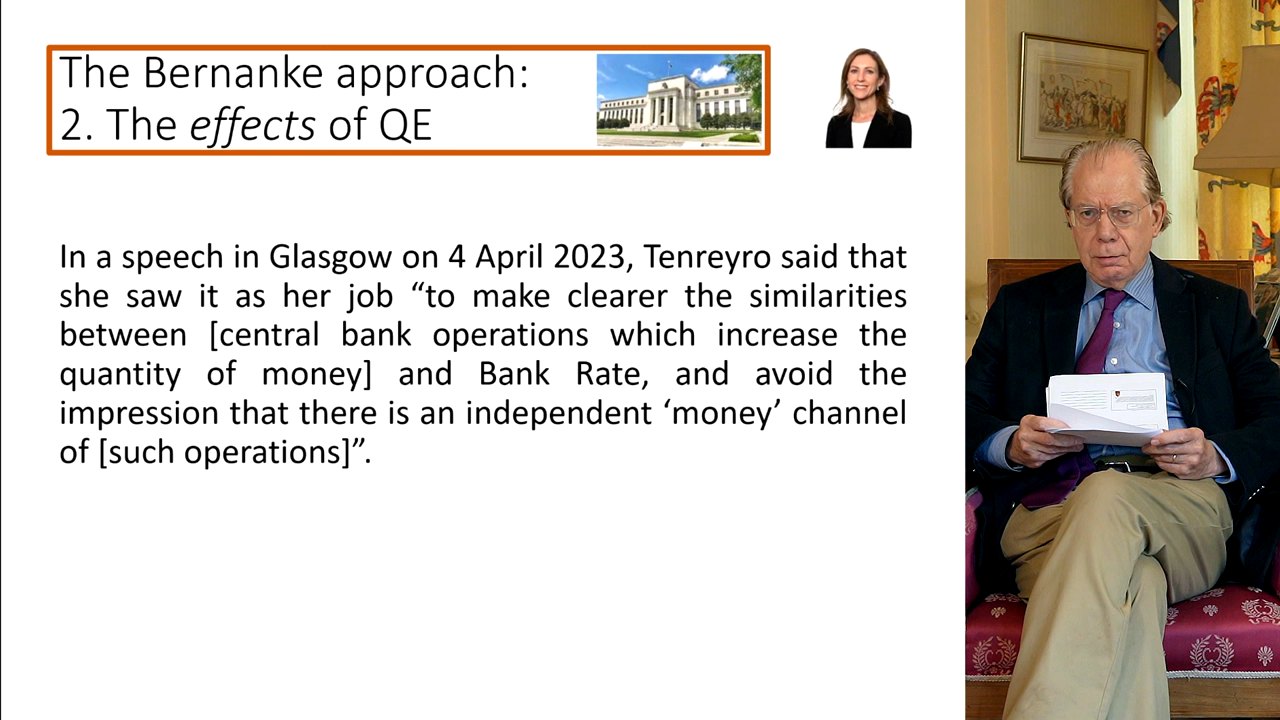 The Bernanke approach:
2. The effects of QE
In a speech in Glasgow on 4 April 2023, Tenreyro said that
she saw it as her job “to make clearer the similarities
between [central bank operations which increase the
quantity of money] and Bank Rate, and avoid the
impression that there is an independent ‘money’ channel
of [such operations]”.